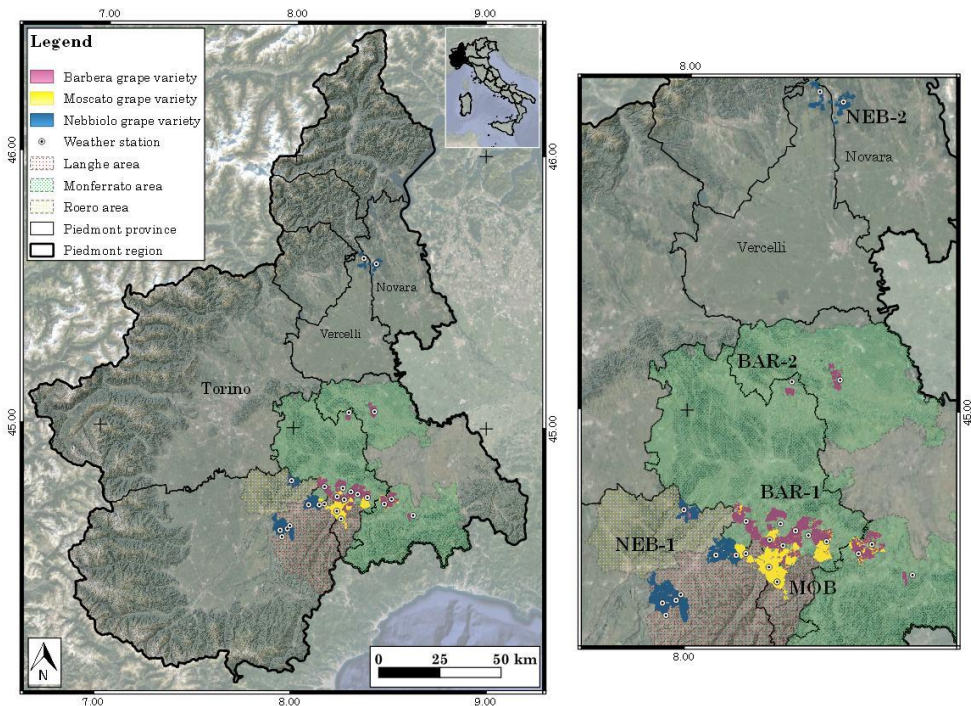 7.00
8.00
9.00
Legend
Barbera grape variety
Moscato grape variety
Nebbiolo grape variety
Weather station
Langhe area
Monferrato area
Roero area
Piedmont province
Piedmont region
46.00
46.00
Novara
Vercelli
Torino
45.00
45.00
N
0 25 50 km
7.00
8.00
9.00
8.00
NEB-2
Novara
Vercelli
BAR-2
45.00
BAR-1
NEB-1
MOB
8.00